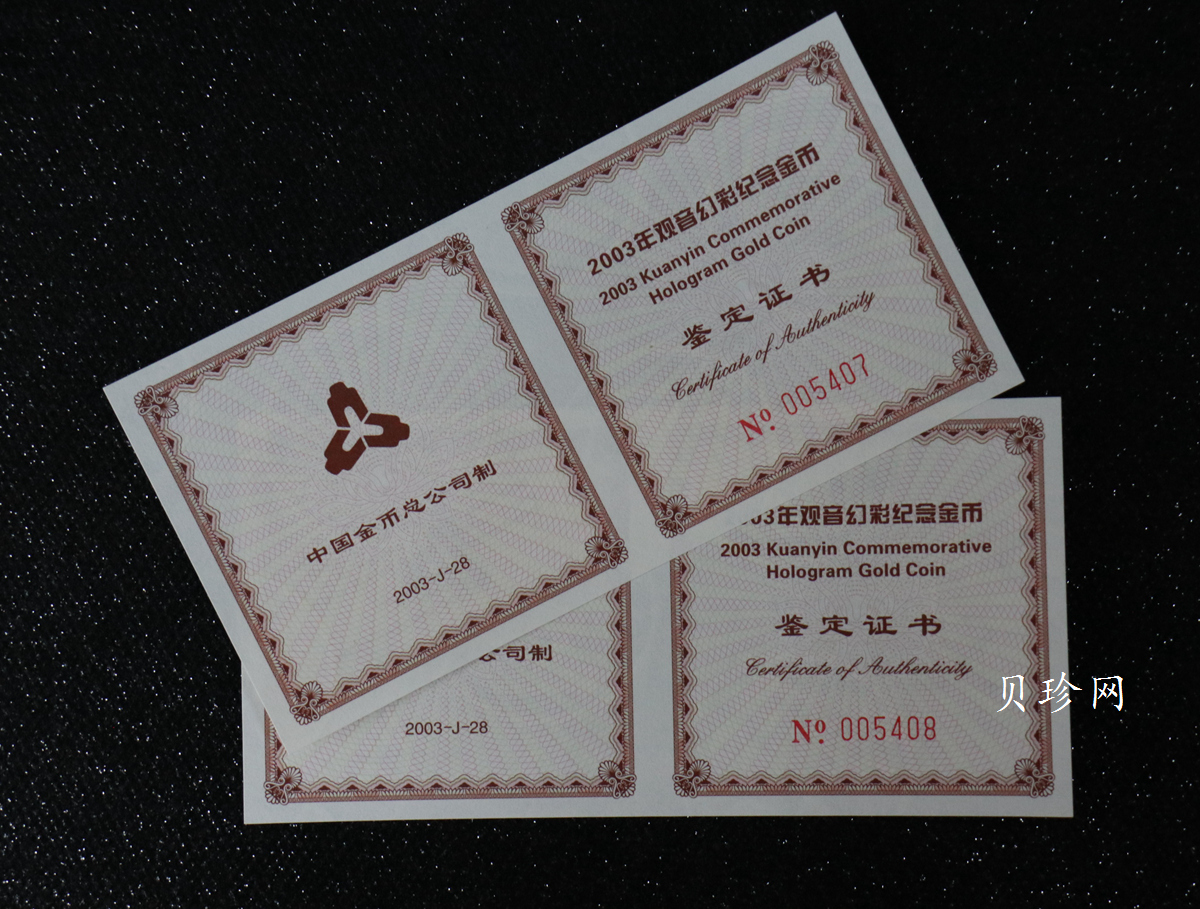 2003年观音幻彩纪念金币
2003 Kuanyin Commemorative
Hologram Gold Coin
鉴定证书
Certificate of Authenticity
Nº 005407
中国金币总公司制
2003-J-28
03年观音幻彩纪念金币
2003 Kuanyin Commemorative
Hologram Gold Coin
鉴定证书
Certificate of Authenticity
Nº 005408
公司制
2003-J-28
贝珍网